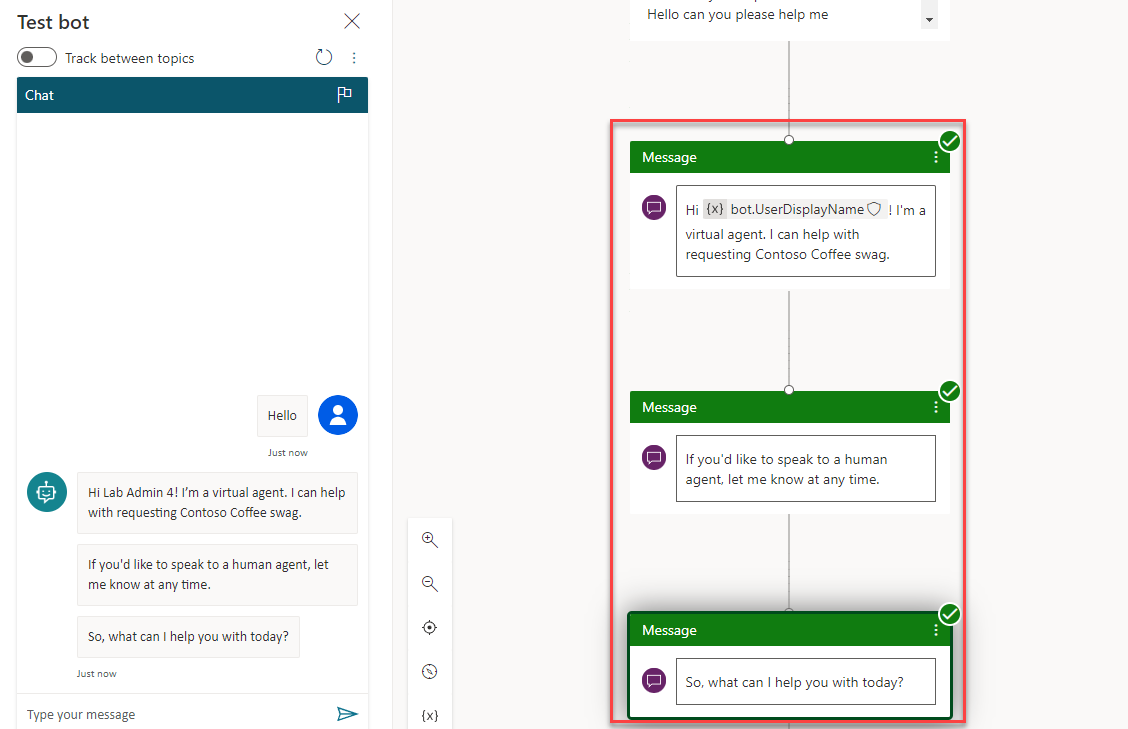 Test bot
Track between topics
Chat
Hello
Just now
Hi Lab Admin 4! I'm a virtual agent. I can help
with requesting Contoso Coffee swag.
If you'd like to speak to a human agent, let
me know at any time.
So, what can I help you with today?
Just now
Type your message
Hello can you please help me
Message
Hi {x} bot.UserDisplayName ! I'm a
virtual agent. I can help with
requesting Contoso Coffee swag.
Message
If you'd like to speak to a human
agent, let me know at any time.
Message
So, what can I help you with today?
{x}